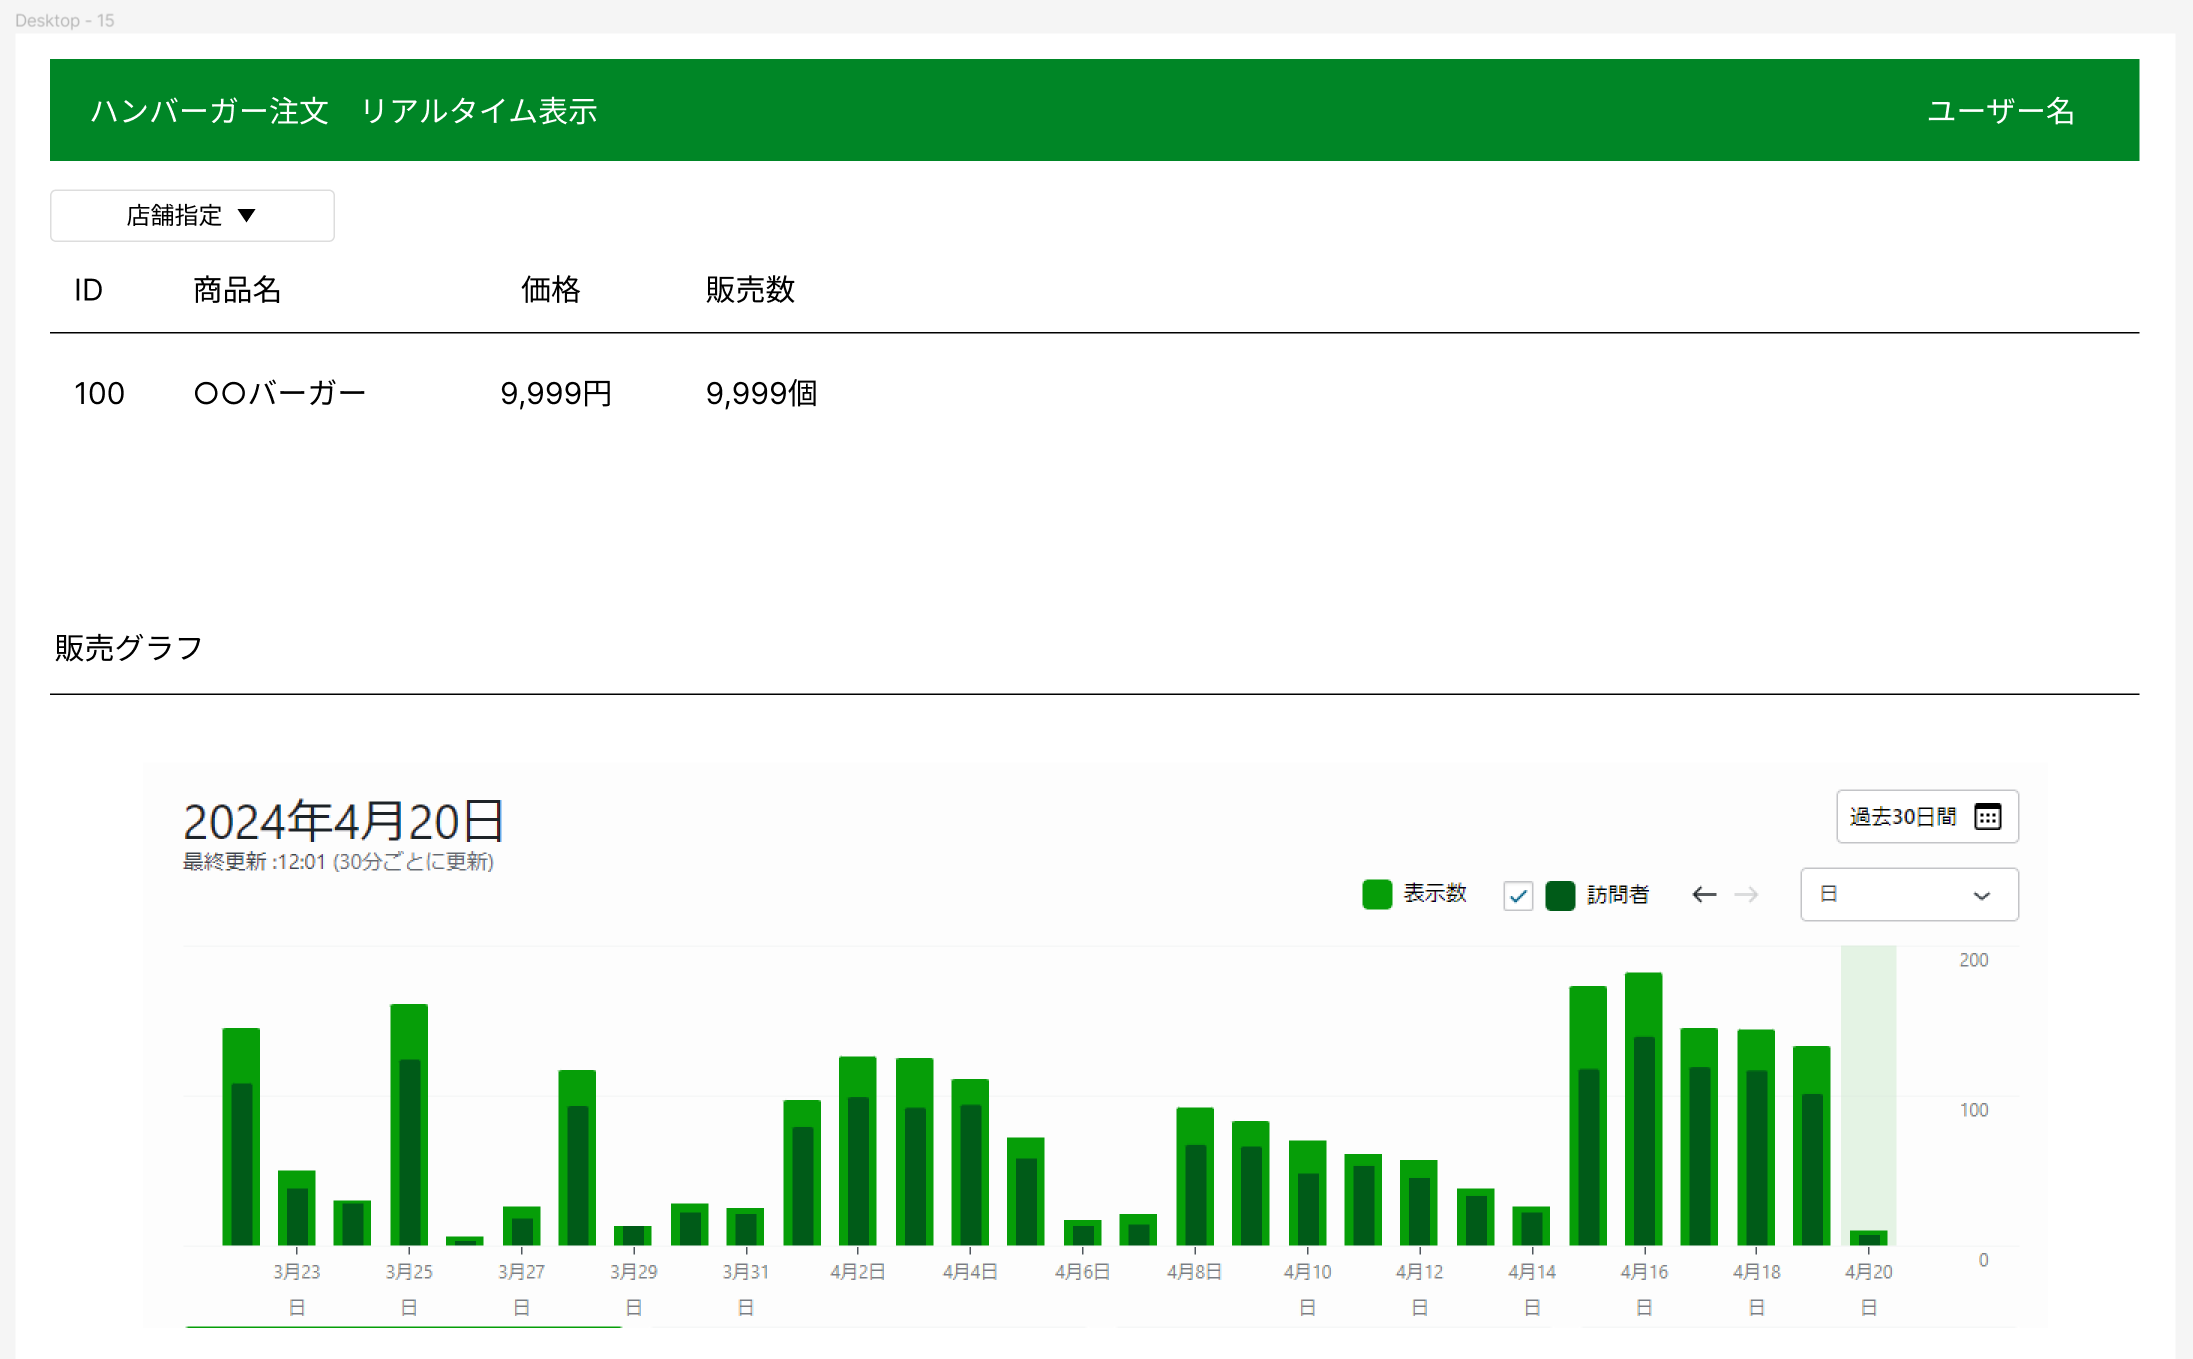 Desktop - 15
ハンバーガー注文　リアルタイム表示
ユーザー名
店舗指定 ▼
ID 商品名 価格 販売数
100 〇〇バーガー 9,999円 9,999個
販売グラフ
2024年4月20日
過去30日間
最終更新 :12:01 (30分ごとに更新)
表示数 訪問者 ← → 日
200
100
0
3月23日
3月25日
3月27日
3月29日
3月31日
4月2日
4月4日
4月6日
4月8日
4月10日
4月12日
4月14日
4月16日
4月18日
4月20日